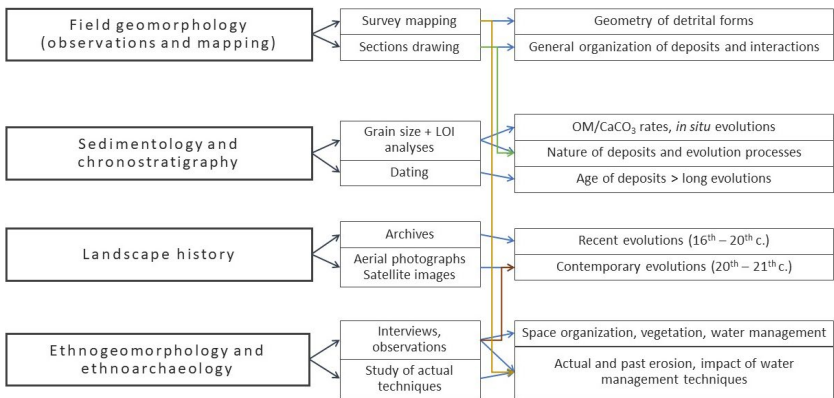 Field geomorphology
(observations and mapping)
Survey mapping
Sections drawing
Geometry of detrital forms
General organization of deposits and interactions
Sedimentology and
chronostratigraphy
Grain size + LOI
analyses
Dating
OM/CaCO₃ rates, in situ evolutions
Nature of deposits and evolution processes
Age of deposits > long evolutions
Landscape history
Archives
Aerial photographs
Satellite images
Recent evolutions (16th – 20th c.)
Contemporary evolutions (20th – 21th c.)
Ethnogeomorphology and
ethnoarchaeology
Interviews,
observations
Study of actual
techniques
Space organization, vegetation, water management
Actual and past erosion, impact of water
management techniques